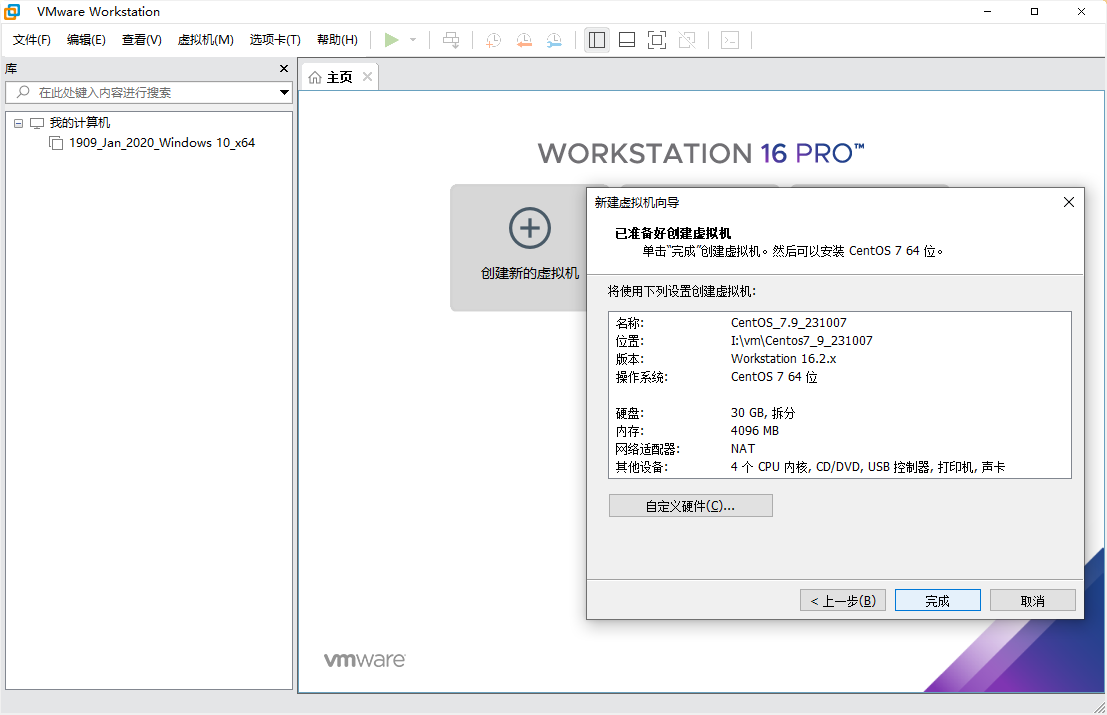 VMware Workstation
文件(F) 编辑(E) 查看(V) 虚拟机(M) 选项卡(T) 帮助(H)
库
在此处键入内容进行搜索
我的计算机
1909_Jan_2020_Windows 10_x64
主页
WORKSTATION 16 PRO™
创建新的虚拟机
新建虚拟机向导
已准备好创建虚拟机
单击"完成"创建虚拟机。然后可以安装 CentOS 7 64 位。
将使用下列设置创建虚拟机:
名称: CentOS_7.9_231007
位置: I:\vm\Centos7_9_231007
版本: Workstation 16.2.x
操作系统: CentOS 7 64 位
硬盘: 30 GB, 拆分
内存: 4096 MB
网络适配器: NAT
其他设备: 4 个 CPU 内核, CD/DVD, USB 控制器, 打印机, 声卡
自定义硬件(C)...
< 上一步(B) 完成 取消
vmware